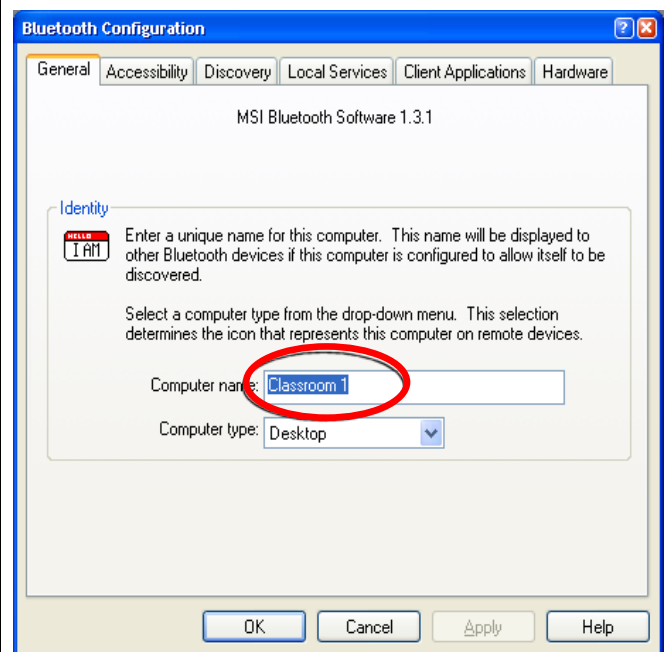 Bluetooth Configuration
General Accessibility Discovery Local Services Client Applications Hardware
MSI Bluetooth Software 1.3.1
Identity
HELLO
I AM
Enter a unique name for this computer. This name will be displayed to
other Bluetooth devices if this computer is configured to allow itself to be
discovered.
Select a computer type from the drop-down menu. This selection
determines the icon that represents this computer on remote devices.
Computer name: Classroom 1
Computer type: Desktop
OK Cancel Apply Help